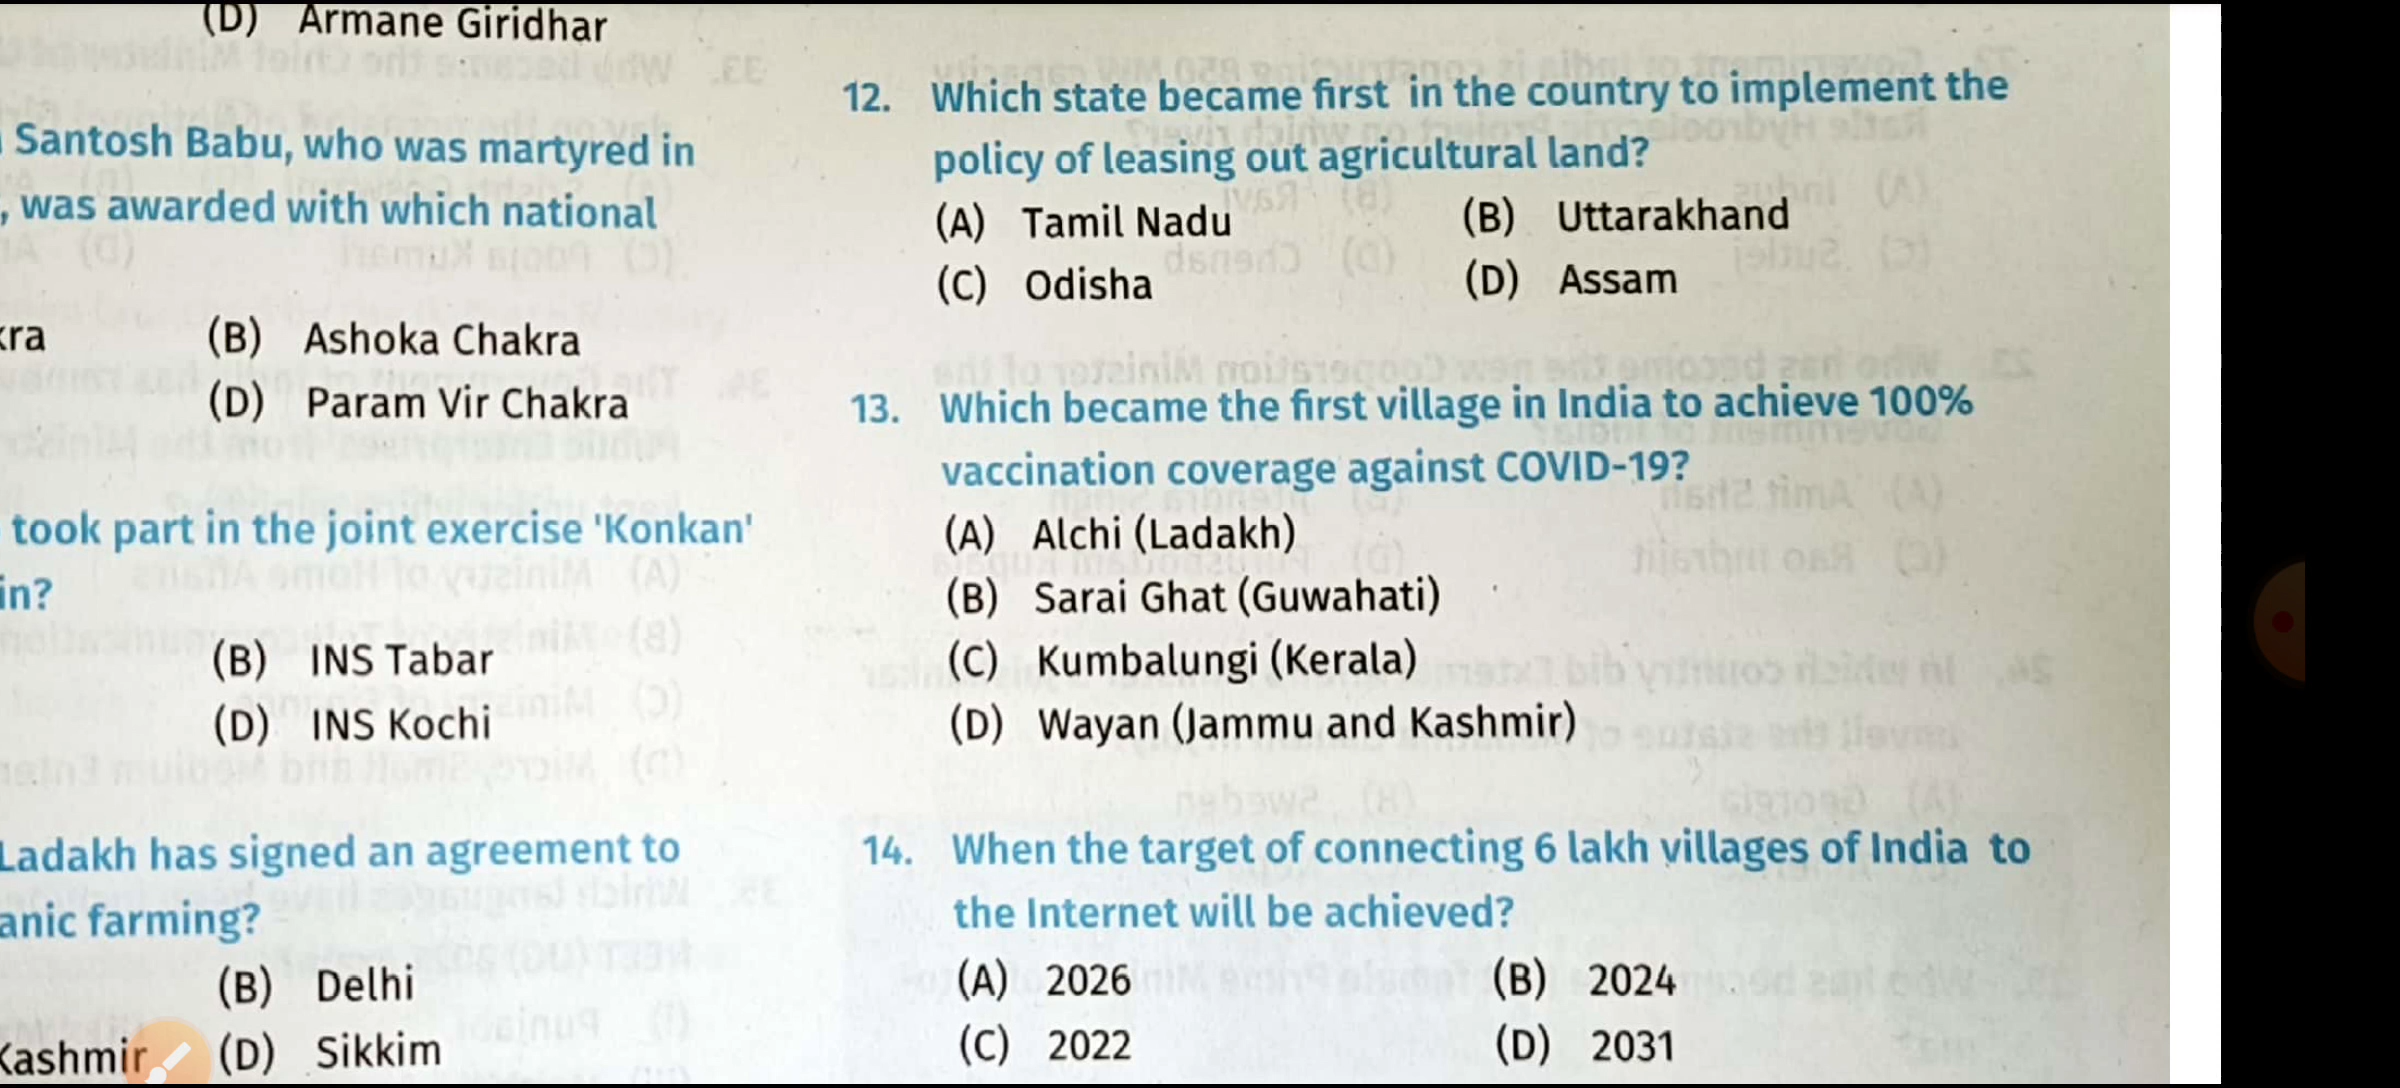 (D) Armane Giridhar
Santosh Babu, who was martyred in
, was awarded with which national
kra (B) Ashoka Chakra
(D) Param Vir Chakra
took part in the joint exercise 'Konkan'
in?
(B) INS Tabar
(D) INS Kochi
Ladakh has signed an agreement to
anic farming?
(B) Delhi
Kashmir (D) Sikkim
12. Which state became first in the country to implement the
policy of leasing out agricultural land?
(A) Tamil Nadu (B) Uttarakhand
(C) Odisha (D) Assam
13. Which became the first village in India to achieve 100%
vaccination coverage against COVID-19?
(A) Alchi (Ladakh)
(B) Sarai Ghat (Guwahati)
(C) Kumbalungi (Kerala)
(D) Wayan (Jammu and Kashmir)
14. When the target of connecting 6 lakh villages of India to
the Internet will be achieved?
(A) 2026 (B) 2024
(C) 2022 (D) 2031